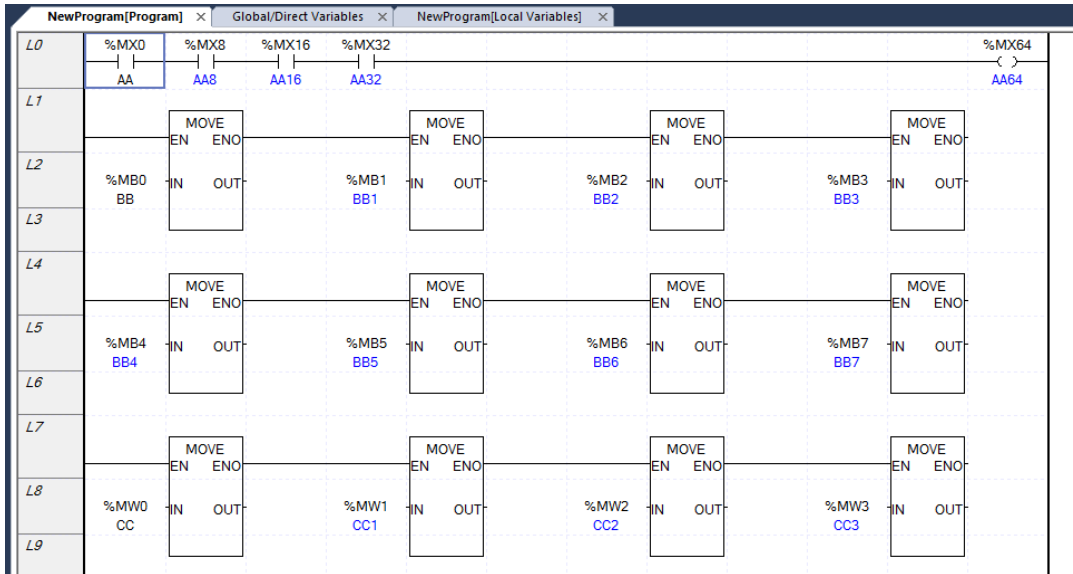 NewProgram[Program] × Global/Direct Variables × NewProgram[Local Variables] ×
L0 %MX0 %MX8 %MX16 %MX32 %MX64
AA AA8 AA16 AA32 AA64
L1
MOVE MOVE MOVE MOVE
EN ENO EN ENO EN ENO EN ENO
L2
%MB0 IN OUT %MB1 IN OUT %MB2 IN OUT %MB3 IN OUT
BB BB1 BB2 BB3
L3
L4
MOVE MOVE MOVE MOVE
EN ENO EN ENO EN ENO EN ENO
L5
%MB4 IN OUT %MB5 IN OUT %MB6 IN OUT %MB7 IN OUT
BB4 BB5 BB6 BB7
L6
L7
MOVE MOVE MOVE MOVE
EN ENO EN ENO EN ENO EN ENO
L8
%MW0 IN OUT %MW1 IN OUT %MW2 IN OUT %MW3 IN OUT
CC CC1 CC2 CC3
L9